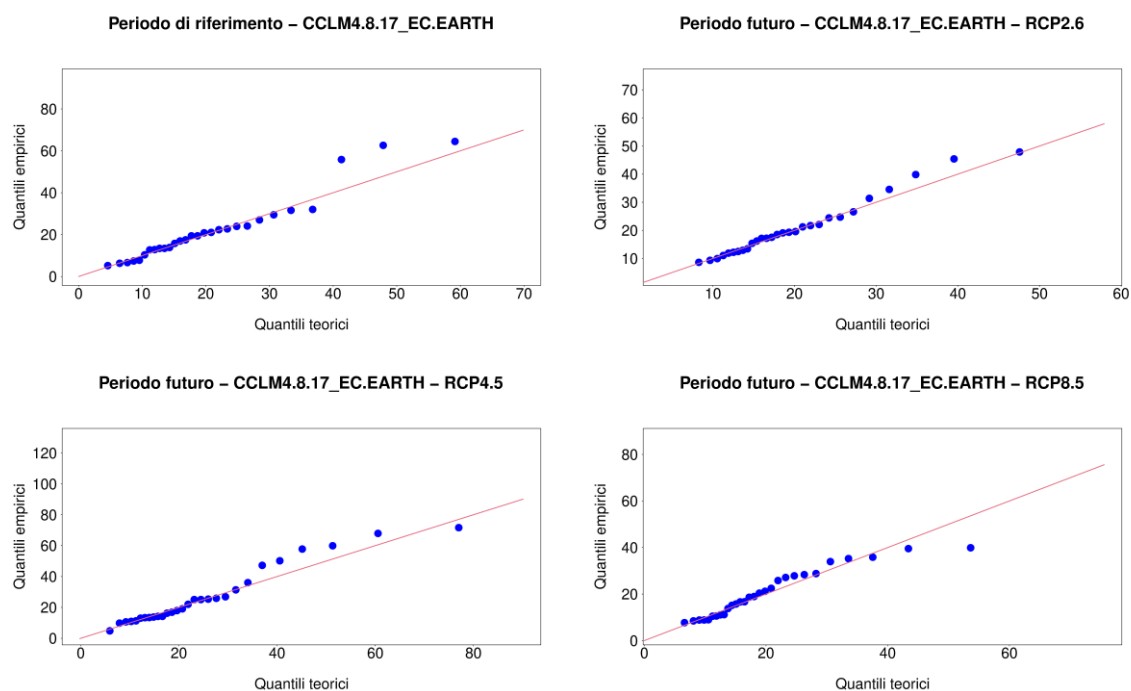 Periodo di riferimento – CCLM4.8.17_EC.EARTH
Quantili empirici
80
60
40
20
0
0 10 20 30 40 50 60 70
Quantili teorici
Periodo futuro – CCLM4.8.17_EC.EARTH – RCP2.6
Quantili empirici
70
60
50
40
30
20
10
10 20 30 40 50 60
Quantili teorici
Periodo futuro – CCLM4.8.17_EC.EARTH – RCP4.5
Quantili empirici
120
100
80
60
40
20
0
0 20 40 60 80
Quantili teorici
Periodo futuro – CCLM4.8.17_EC.EARTH – RCP8.5
Quantili empirici
80
60
40
20
0
0 20 40 60
Quantili teorici